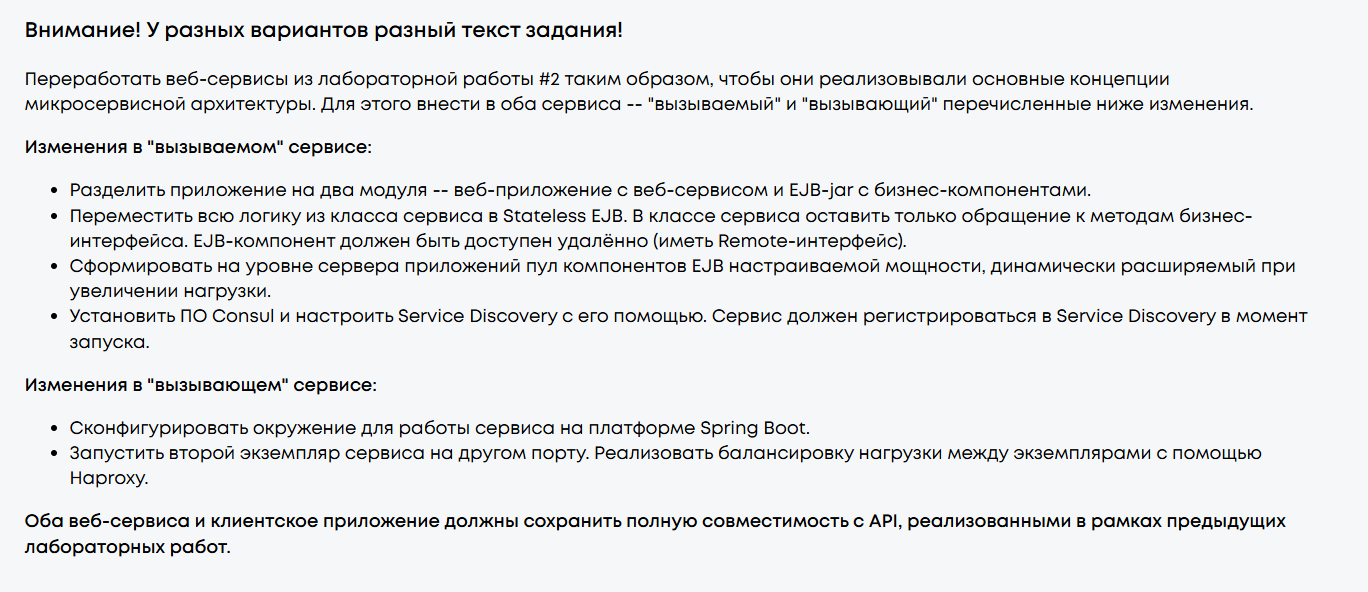 Внимание! У разных вариантов разный текст задания!
Переработать веб-сервисы из лабораторной работы #2 таким образом, чтобы они реализовывали основные концепции
микросервисной архитектуры. Для этого внести в оба сервиса -- "вызываемый" и "вызывающий" перечисленные ниже изменения.
Изменения в "вызываемом" сервисе:
• Разделить приложение на два модуля -- веб-приложение с веб-сервисом и EJB-jar с бизнес-компонентами.
• Переместить всю логику из класса сервиса в Stateless EJB. В классе сервиса оставить только обращение к методам бизнес-
интерфейса. EJB-компонент должен быть доступен удалённо (иметь Remote-интерфейс).
• Сформировать на уровне сервера приложений пул компонентов EJB настраиваемой мощности, динамически расширяемый при
увеличении нагрузки.
• Установить ПО Consul и настроить Service Discovery с его помощью. Сервис должен регистрироваться в Service Discovery в момент
запуска.
Изменения в "вызывающем" сервисе:
• Сконфигурировать окружение для работы сервиса на платформе Spring Boot.
• Запустить второй экземпляр сервиса на другом порту. Реализовать балансировку нагрузки между экземплярами с помощью
Haproxy.
Оба веб-сервиса и клиентское приложение должны сохранить полную совместимость с API, реализованными в рамках предыдущих
лабораторных работ.